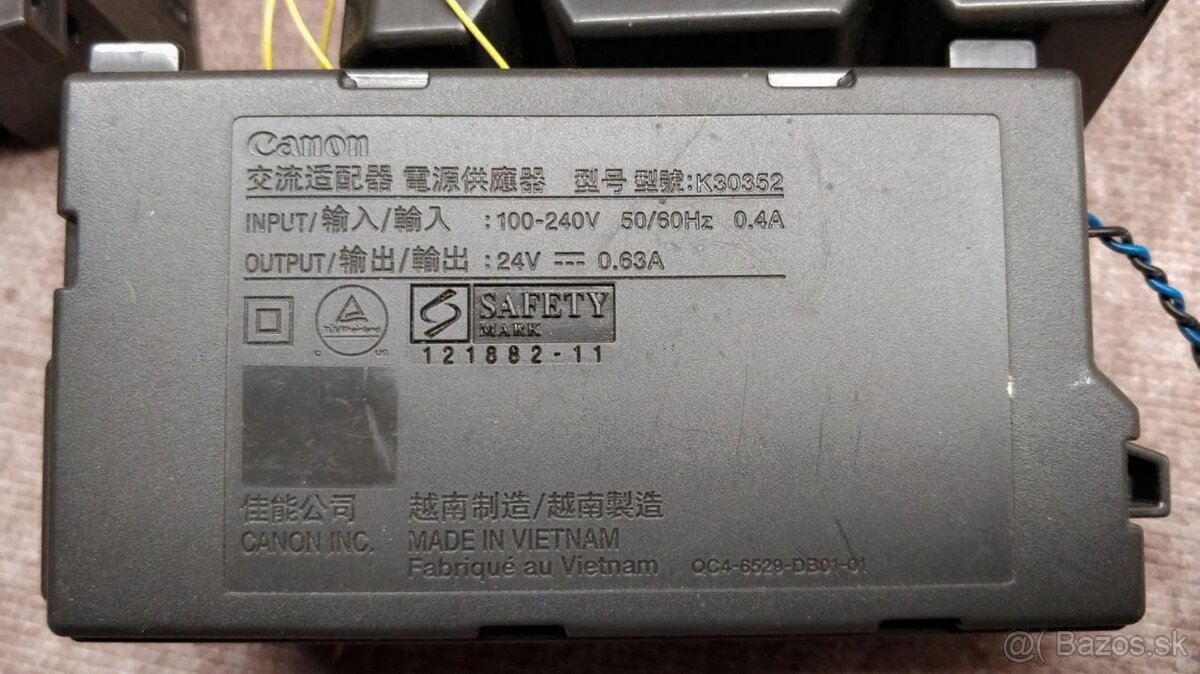 Canon
交流适配器 電源供應器 型号 型號:K30352
INPUT/输入/輸入 :100-240V 50/60Hz 0.4A
OUTPUT/输出/輸出 :24V ⎓ 0.63A
TÜVRheinland
C US
SAFETY
MARK
121882-11
佳能公司 越南制造/越南製造
CANON INC. MADE IN VIETNAM
Fabriqué au Vietnam QC4-6529-DB01-01
@( Bazos.sk